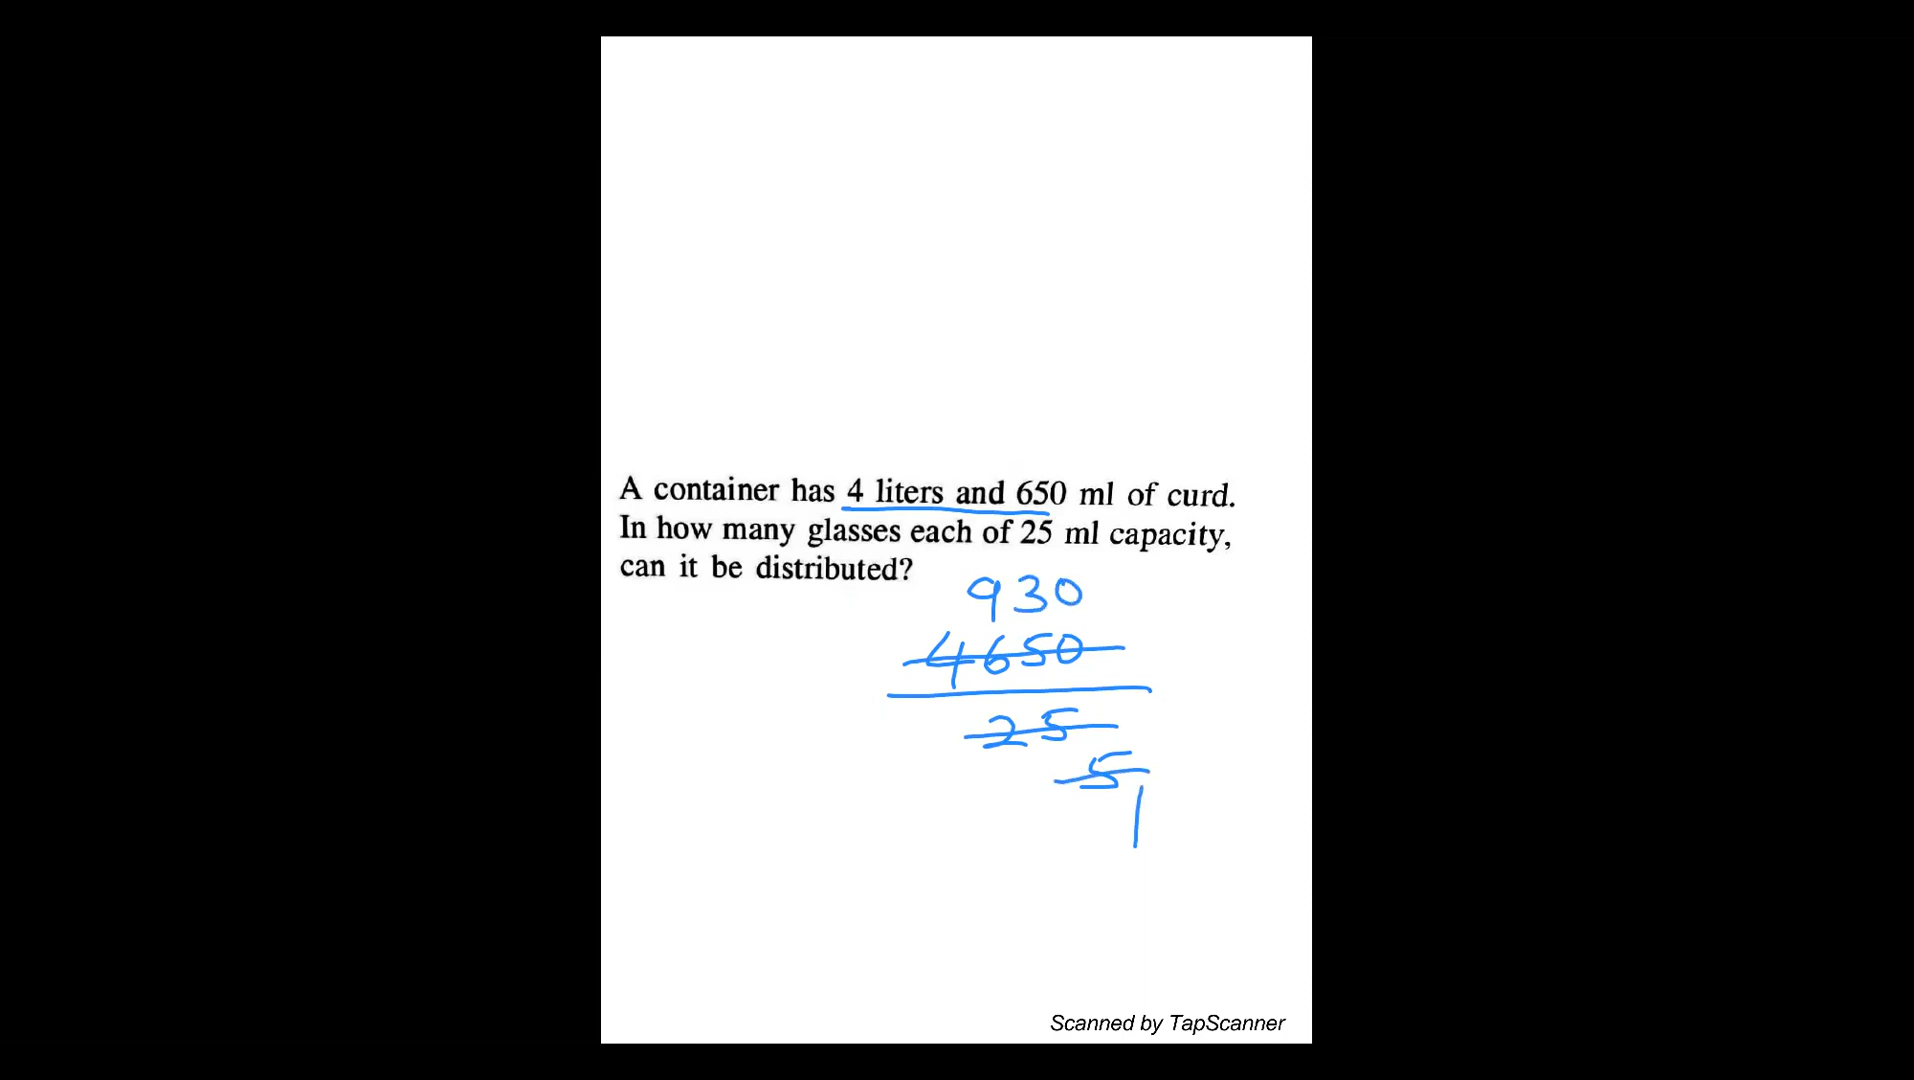 A container has 4 liters and 650 ml of curd.
In how many glasses each of 25 ml capacity,
can it be distributed?
930
4650
25
5
1
Scanned by TapScanner